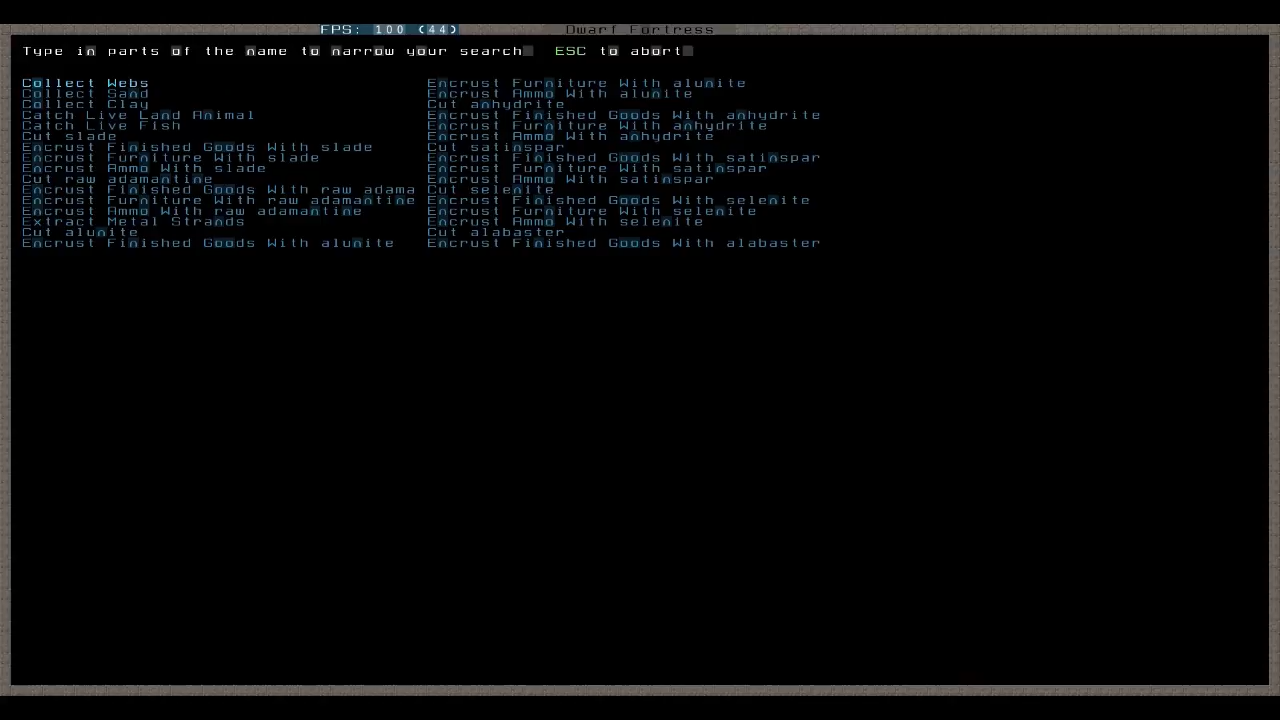 FPS: 100 (44) Dwarf Fortress
Type in parts of the name to narrow your search. ESC to abort.
Collect Webs
Collect Sand
Collect Clay
Catch Live Land Animal
Catch Live Fish
Cut slade
Encrust Finished Goods With slade
Encrust Furniture With slade
Encrust Ammo With slade
Cut raw adamantine
Encrust Finished Goods With raw adama
Encrust Furniture With raw adamantine
Encrust Ammo With raw adamantine
Extract Metal Strands
Cut alunite
Encrust Finished Goods With alunite
Encrust Furniture With alunite
Encrust Ammo With alunite
Cut anhydrite
Encrust Finished Goods With anhydrite
Encrust Furniture With anhydrite
Encrust Ammo With anhydrite
Cut satinspar
Encrust Finished Goods With satinspar
Encrust Furniture With satinspar
Encrust Ammo With satinspar
Cut selenite
Encrust Finished Goods With selenite
Encrust Furniture With selenite
Encrust Ammo With selenite
Cut alabaster
Encrust Finished Goods With alabaster